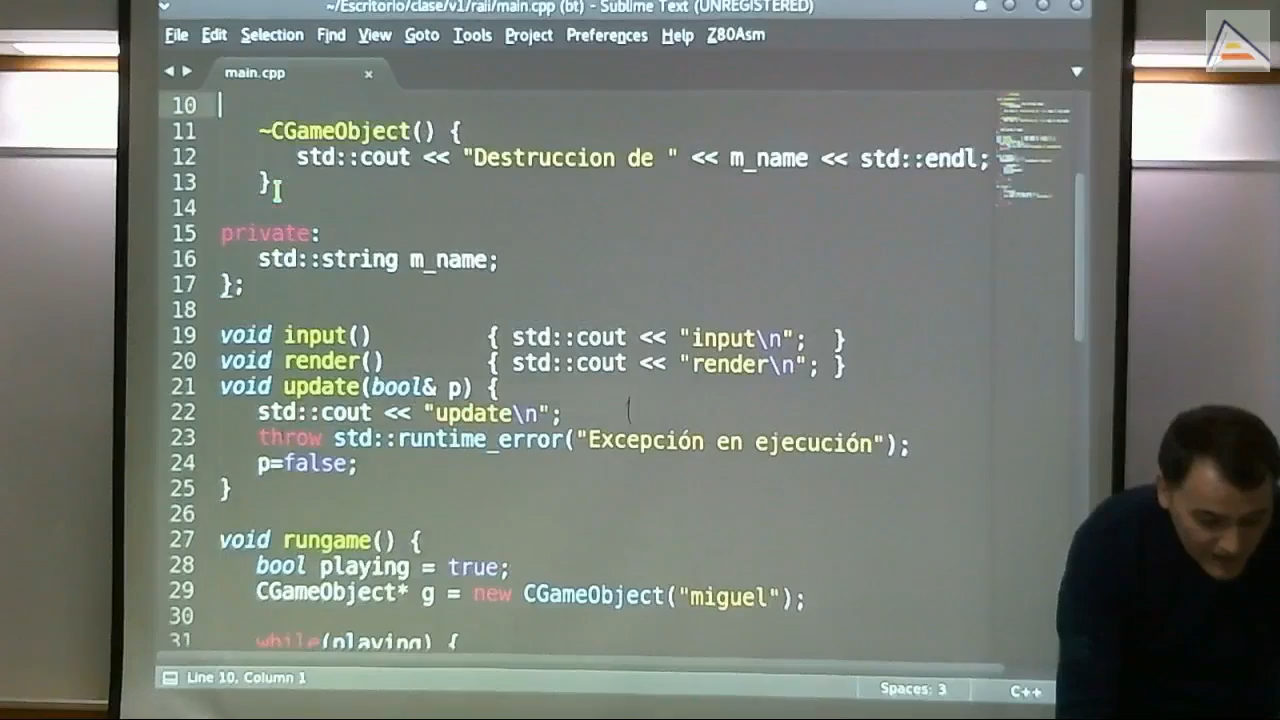 ~/Escritorio/clase/v1/raii/main.cpp (bt) - Sublime Text (UNREGISTERED)
File Edit Selection Find View Goto Tools Project Preferences Help Z80Asm
main.cpp ×
10
11 ~CGameObject() {
12 std::cout << "Destruccion de " << m_name << std::endl;
13 }
14
15 private:
16 std::string m_name;
17 };
18
19 void input() { std::cout << "input\n"; }
20 void render() { std::cout << "render\n"; }
21 void update(bool& p) {
22 std::cout << "update\n";
23 throw std::runtime_error("Excepción en ejecución");
24 p=false;
25 }
26
27 void rungame() {
28 bool playing = true;
29 CGameObject* g = new CGameObject("miguel");
30
31 while(playing) {
Line 10, Column 1 Spaces: 3 C++